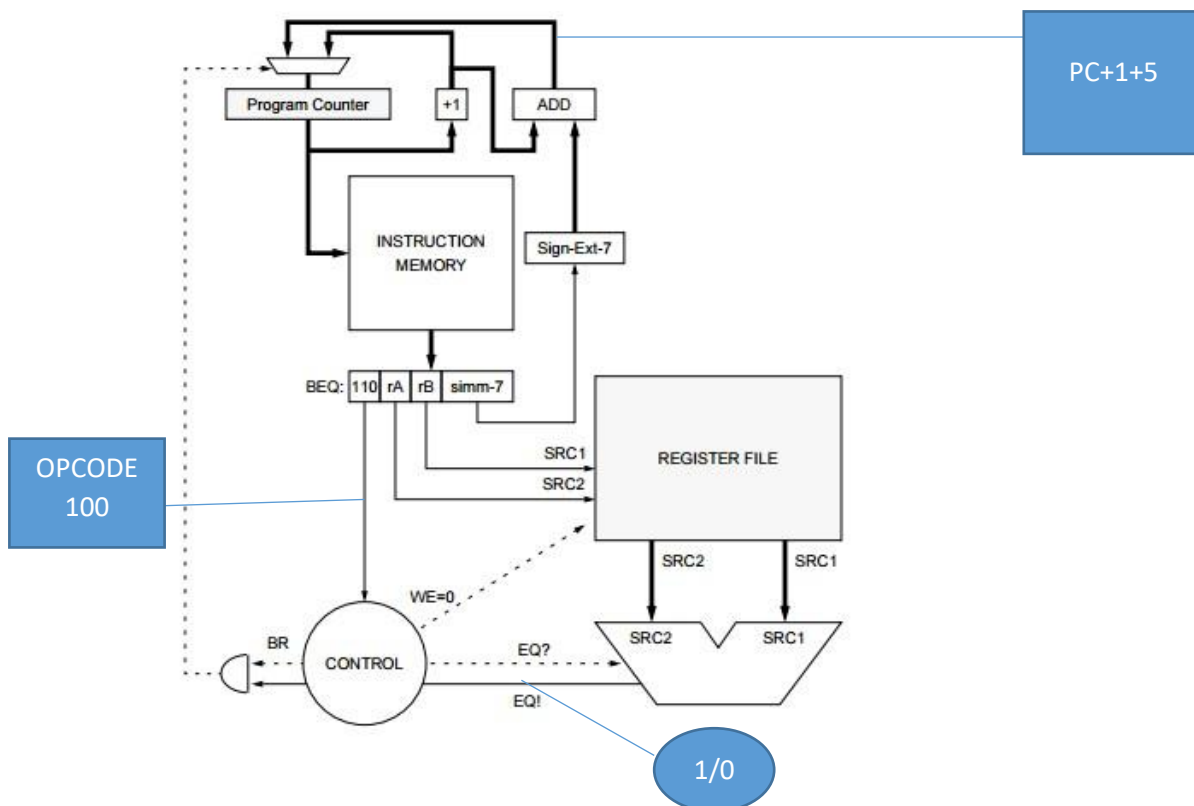 PC+1+5
Program Counter
+1
ADD
INSTRUCTION
MEMORY
Sign-Ext-7
BEQ: 110 rA rB simm-7
OPCODE
100
SRC1
SRC2
REGISTER FILE
SRC2
SRC1
WE=0
SRC2
SRC1
BR
CONTROL
EQ?
EQ!
1/0